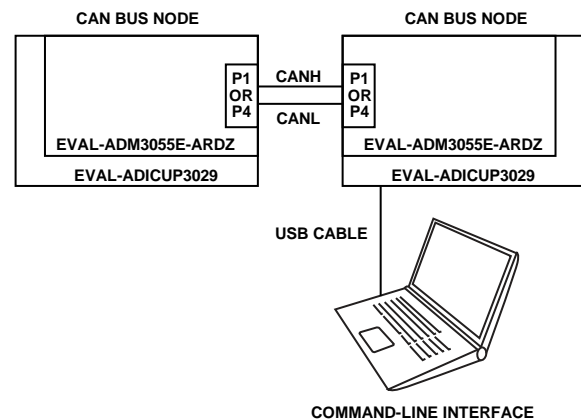 CAN BUS NODE
CAN BUS NODE
P1
OR
P4
CANH
CANL
P1
OR
P4
EVAL-ADM3055E-ARDZ
EVAL-ADM3055E-ARDZ
EVAL-ADICUP3029
EVAL-ADICUP3029
USB CABLE
COMMAND-LINE INTERFACE